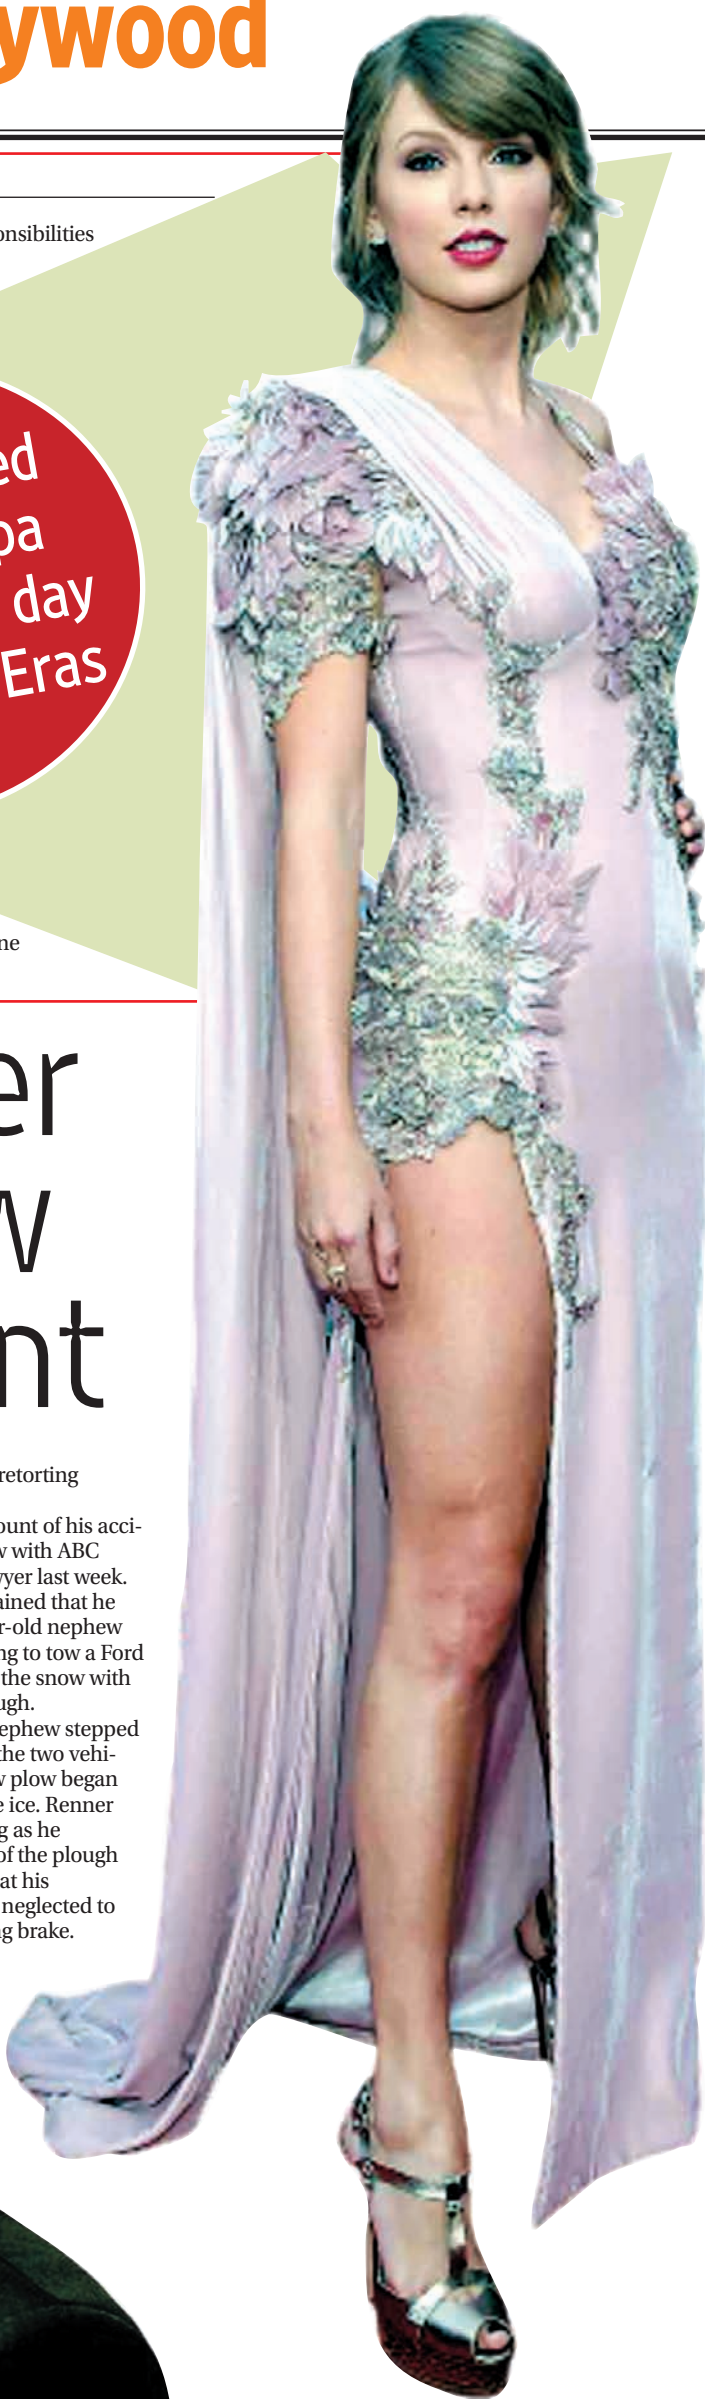 ywood
onsibilities
ed
pa
day
Eras
ne
er
w
nt
retorting
ount of his acci-
w with ABC
wyer last week.
ained that he
r-old nephew
ng to tow a Ford
the snow with
ugh.
ephew stepped
the two vehi-
w plow began
e ice. Renner
g as he
of the plough
at his
neglected to
ng brake.